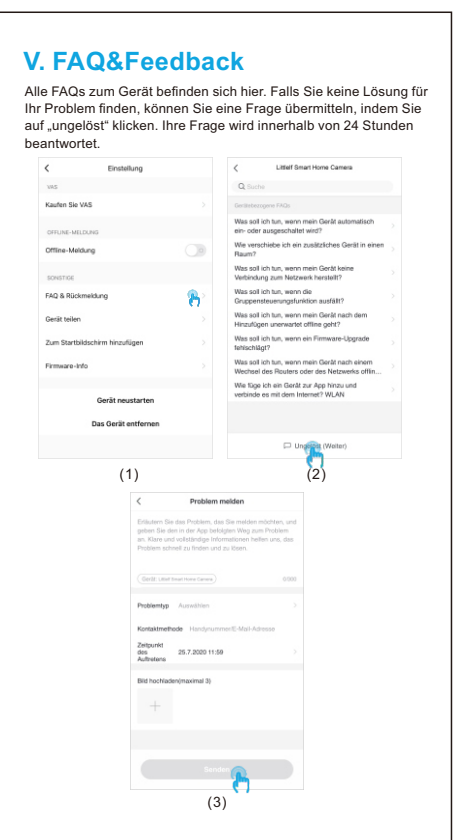 V. FAQ&Feedback
Alle FAQs zum Gerät befinden sich hier. Falls Sie keine Lösung für
Ihr Problem finden, können Sie eine Frage übermitteln, indem Sie
auf „ungelöst“ klicken. Ihre Frage wird innerhalb von 24 Stunden
beantwortet.
Einstellung
VAS
Kaufen Sie VAS
OFFLINE-MELDUNG
Offline-Meldung
SONSTIGE
FAQ & Rückmeldung
Gerät teilen
Zum Startbildschirm hinzufügen
Firmware-Info
Gerät neustarten
Das Gerät entfernen
(1)
Littlelf Smart Home Camera
Suche
Gerätebezogene FAQs
Was soll ich tun, wenn mein Gerät automatisch
ein- oder ausgeschaltet wird?
Wie verschiebe ich ein zusätzliches Gerät in einen
Raum?
Was soll ich tun, wenn mein Gerät keine
Verbindung zum Netzwerk herstellt?
Was soll ich tun, wenn die
Gruppensteuerungsfunktion ausfällt?
Was soll ich tun, wenn mein Gerät nach dem
Hinzufügen unerwartet offline geht?
Was soll ich tun, wenn ein Firmware-Upgrade
fehlschlägt?
Was soll ich tun, wenn mein Gerät nach einem
Wechsel des Routers oder des Netzwerks offlin...
Wie füge ich ein Gerät zur App hinzu und
verbinde es mit dem Internet? WLAN
(Weiter)
(2)
Problem melden
Erläutern Sie das Problem, das Sie melden möchten, und
geben Sie den in der App befolgten Weg zum Problem
an. Klare und vollständige Informationen helfen uns, das
Problem schnell zu finden und zu lösen.
Gerät: Littlelf Smart Home Camera
Problemtyp Auswählen
Kontaktmethode Handynummer/E-Mail-Adresse
Zeitpunkt
des 25.7.2020 11:59
Auftretens
Bild hochladen(maximal 3)
Senden
(3)